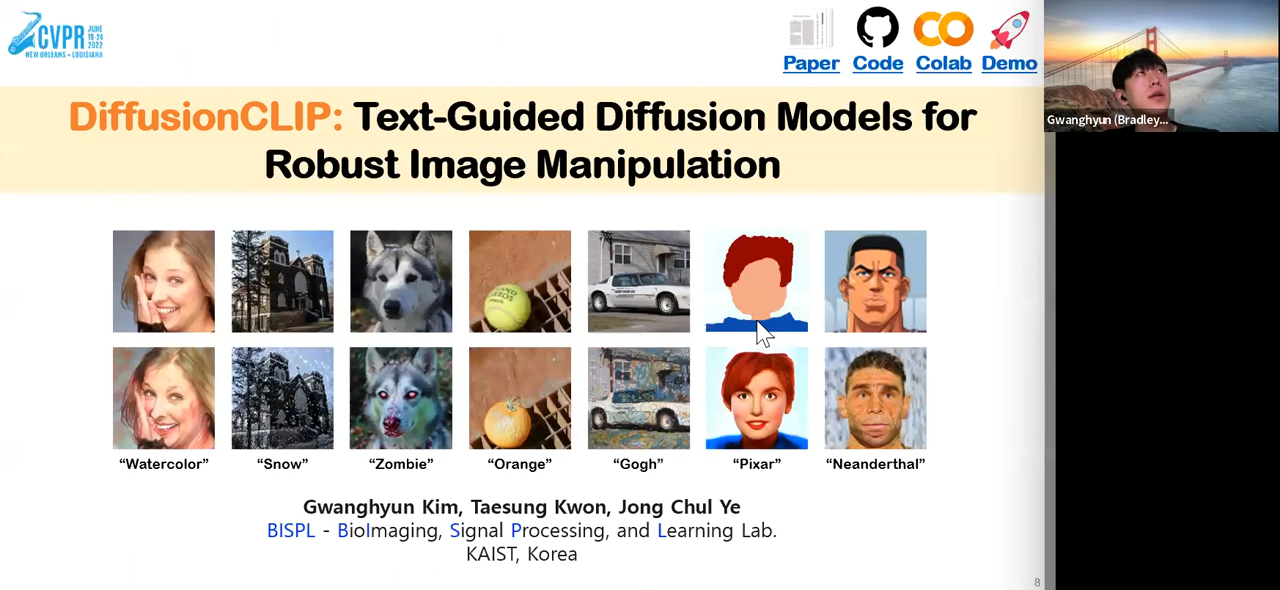 CVPR JUNE 19-24 2022
NEW ORLEANS • LOUISIANA
Paper Code Colab Demo
Gwanghyun (Bradley...
DiffusionCLIP: Text-Guided Diffusion Models for
Robust Image Manipulation
“Watercolor” “Snow” “Zombie” “Orange” “Gogh” “Pixar” “Neanderthal”
Gwanghyun Kim, Taesung Kwon, Jong Chul Ye
BISPL - BioImaging, Signal Processing, and Learning Lab.
KAIST, Korea
8